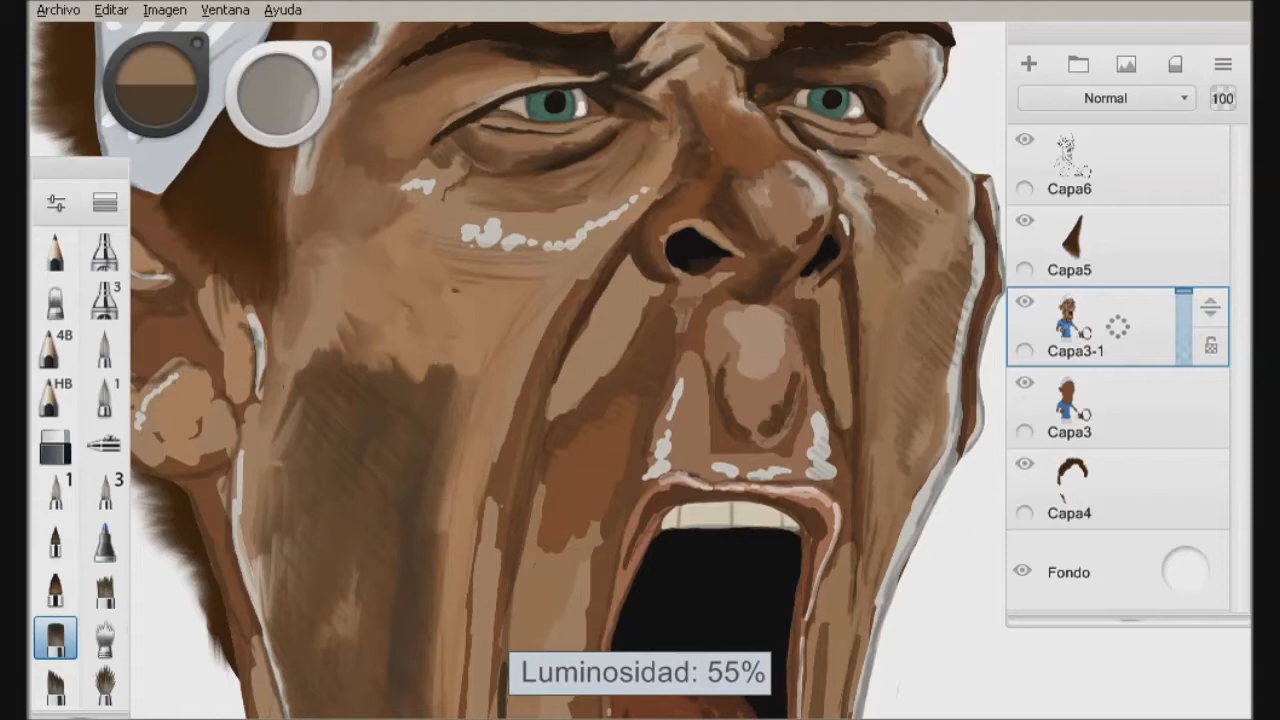 Archivo Editar Imagen Ventana Ayuda
Normal 100
Capa6
Capa5
Capa3-1
Capa3
Capa4
Fondo
3
4B
HB 1
1 3
Luminosidad: 55%